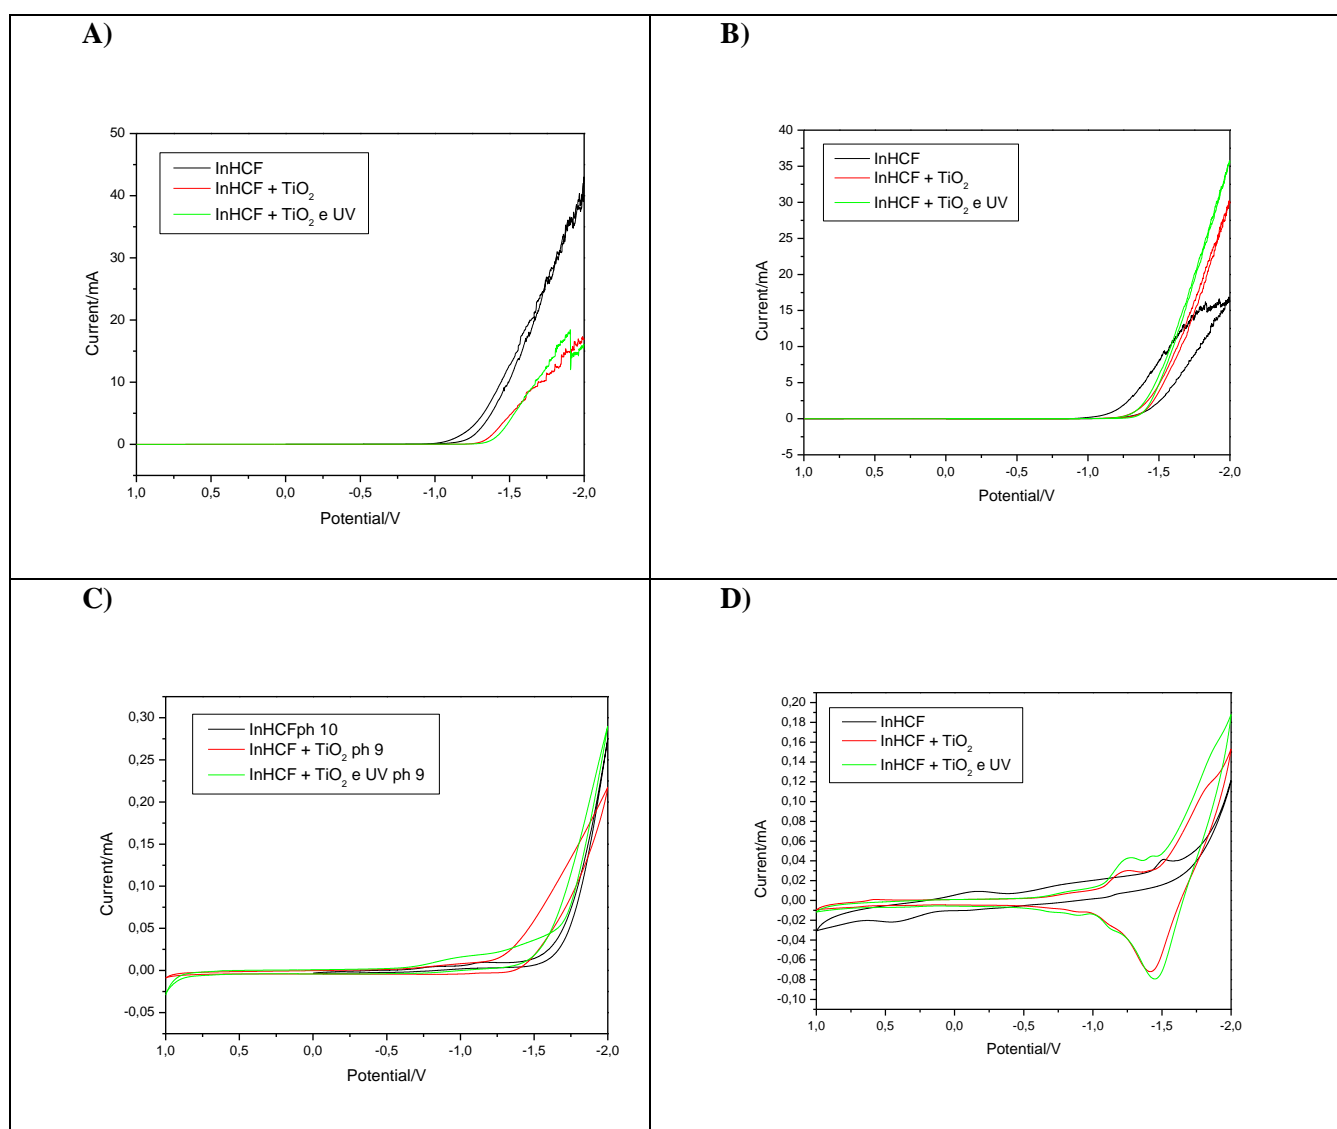 A)
50
40
30
20
10
0
Current/mA
InHCF
InHCF + TiO2
InHCF + TiO2 e UV
1,0 0,5 0,0 -0,5 -1,0 -1,5 -2,0
Potential/V
B)
40
35
30
25
20
15
10
5
0
-5
Current/mA
InHCF
InHCF + TiO2
InHCF + TiO2 e UV
1,0 0,5 0,0 -0,5 -1,0 -1,5 -2,0
Potential/V
C)
0,30
0,25
0,20
0,15
0,10
0,05
0,00
-0,05
Current/mA
InHCFph 10
InHCF + TiO2 ph 9
InHCF + TiO2 e UV ph 9
1,0 0,5 0,0 -0,5 -1,0 -1,5 -2,0
Potential/V
D)
0,20
0,18
0,16
0,14
0,12
0,10
0,08
0,06
0,04
0,02
0,00
-0,02
-0,04
-0,06
-0,08
-0,10
Current/mA
InHCF
InHCF + TiO2
InHCF + TiO2 e UV
1,0 0,5 0,0 -0,5 -1,0 -1,5 -2,0
Potential/V